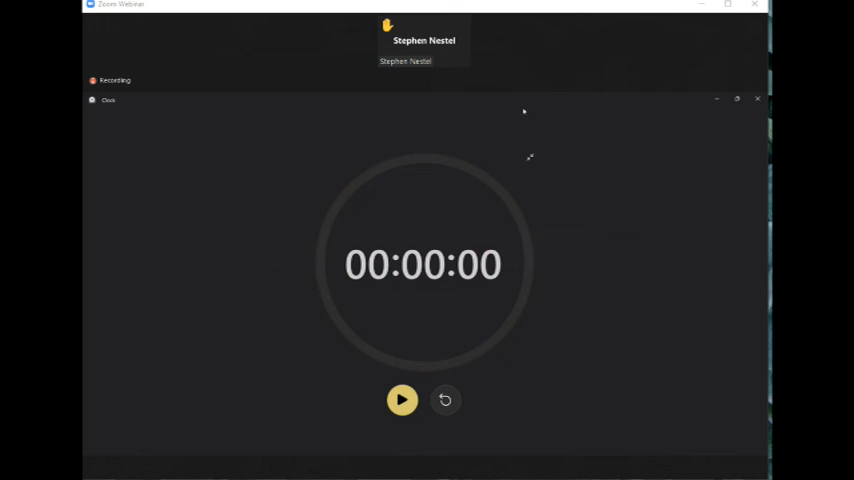 Zoom Webinar
Stephen Nestel
Stephen Nestel
Recording
Clock
00:00:00